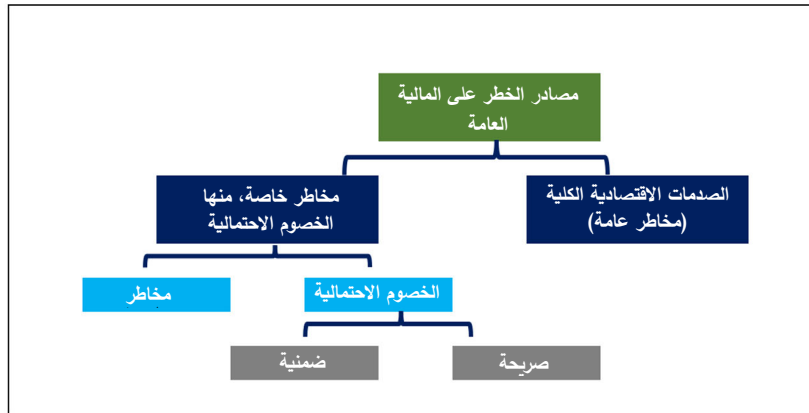 مصادر الخطر على المالية
العامة
الصدمات الاقتصادية الكلية
(مخاطر عامة)
مخاطر خاصة، منها
الخصوم الاحتمالية
الخصوم الاحتمالية
مخاطر
صريحة
ضمنية